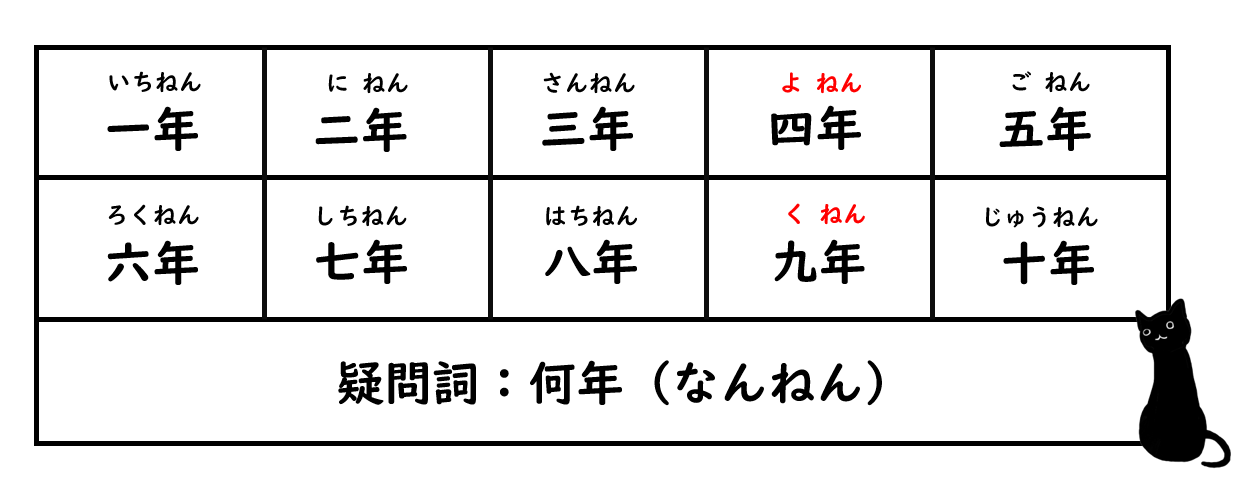 いちねん に ねん さんねん よ ねん ご ねん
一年 二年 三年 四年 五年
ろくねん しちねん はちねん く ねん じゅうねん
六年 七年 八年 九年 十年
疑問詞：何年（なんねん）